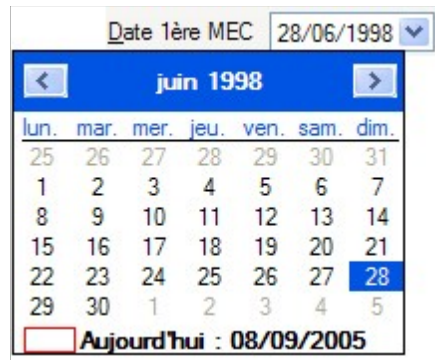 Date 1ère MEC 28/06/1998
juin 1998
lun. mar. mer. jeu. ven. sam. dim.
25 26 27 28 29 30 31
1 2 3 4 5 6 7
8 9 10 11 12 13 14
15 16 17 18 19 20 21
22 23 24 25 26 27 28
29 30 1 2 3 4 5
Aujourd'hui : 08/09/2005